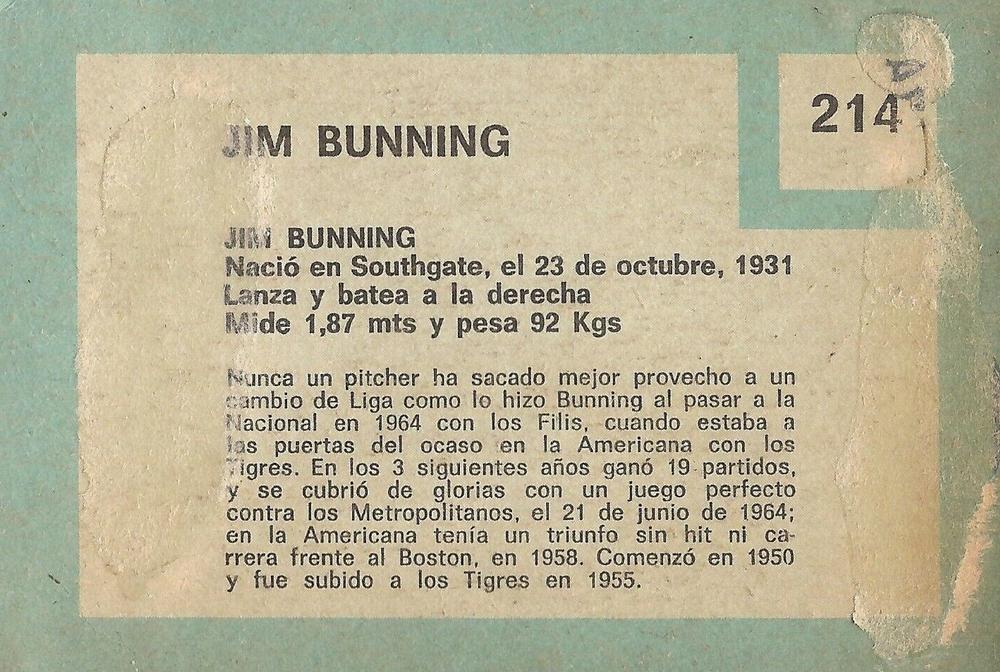 214
JIM BUNNING
JIM BUNNING
Nació en Southgate, el 23 de octubre, 1931
Lanza y batea a la derecha
Mide 1,87 mts y pesa 92 Kgs
Nunca un pitcher ha sacado mejor provecho a un
cambio de Liga como lo hizo Bunning al pasar a la
Nacional en 1964 con los Filis, cuando estaba a
las puertas del ocaso en la Americana con los
Tigres. En los 3 siguientes años ganó 19 partidos,
y se cubrió de glorias con un juego perfecto
contra los Metropolitanos, el 21 de junio de 1964;
en la Americana tenía un triunfo sin hit ni ca-
rrera frente al Boston, en 1958. Comenzó en 1950
y fue subido a los Tigres en 1955.